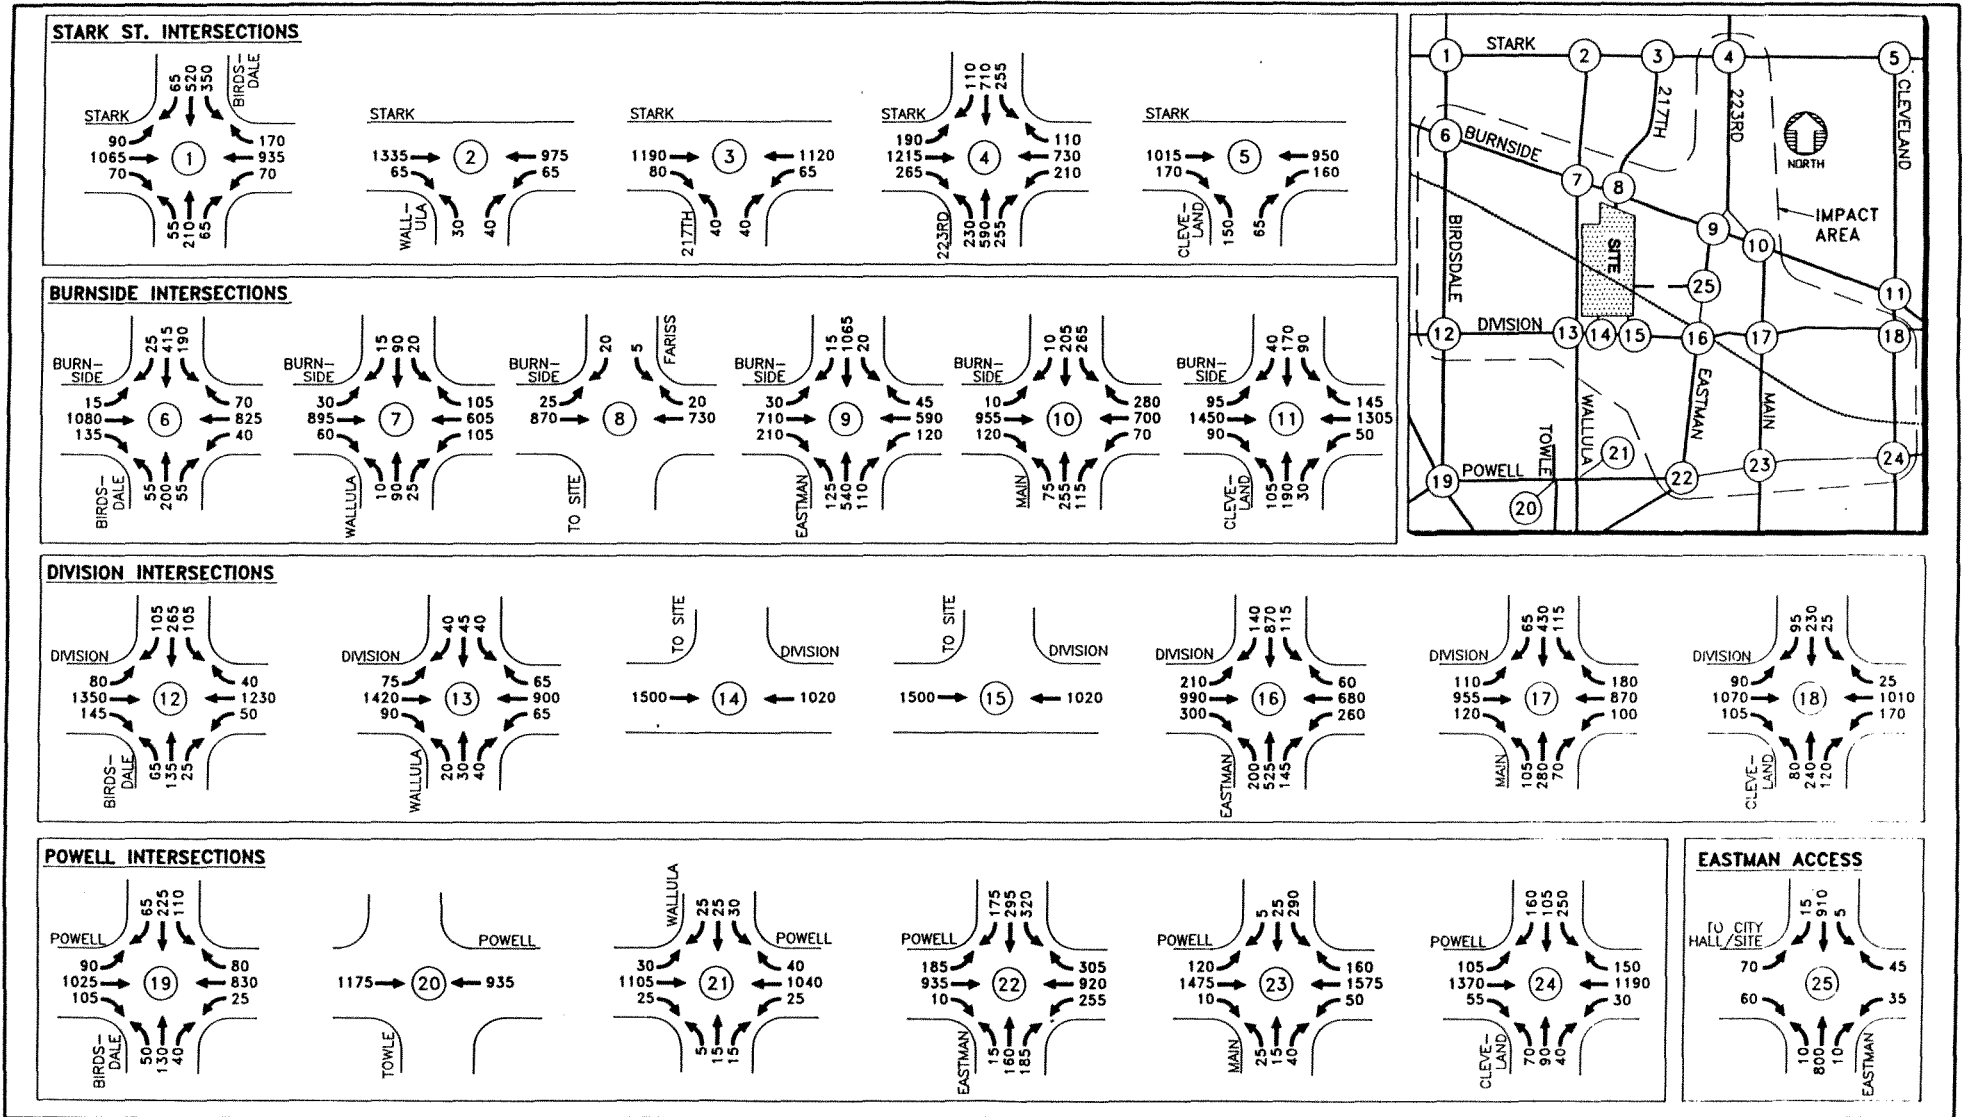 STARK ST. INTERSECTIONS
BIRDS-
DALE
65 520 350
STARK
90 170
1065 1 935
70 70
55 210 65
STARK
1335 2 975
65 65
WALL-
ULA
30 40
STARK
1190 3 1120
80 65
217TH
40 40
110 710 255
STARK
190 110
1215 4 730
265 210
223RD
230 590 255
STARK
1015 5 950
170 160
CLEVE-
LAND
150 65
1 STARK 2 3 4 5
217TH
223RD
CLEVELAND
NORTH
6 BURNSIDE
7 8
IMPACT
AREA
BIRDSDALE
SITE
9 10
25
11
12 DIVISION 13 14 15 16 17 18
WALLULA
EASTMAN
MAIN
TOWLE
21
19 POWELL 22 23 24
20
BURNSIDE INTERSECTIONS
25 415 190
BURN-
SIDE
15 70
1080 6 825
135 40
BIRDS-
DALE
55 200 55
15 90 20
BURN-
SIDE
30 105
895 7 605
60 105
WALLULA
10 90 25
20 5
FARISS
BURN-
SIDE
25 20
870 8 730
TO SITE
15 1065 20
BURN-
SIDE
30 45
710 9 590
210 120
EASTMAN
125 540 110
10 205 265
BURN-
SIDE
10 280
955 10 700
120 70
MAIN
75 255 115
40 170 90
BURN-
SIDE
95 145
1450 11 1305
90 50
CLEVE-
LAND
105 190 30
DIVISION INTERSECTIONS
105 265 105
DIVISION
80 40
1350 12 1230
145 50
BIRDS-
DALE
65 135 25
40 45 40
DIVISION
75 65
1420 13 900
90 65
WALLULA
20 30 40
TO SITE
DIVISION
1500 14 1020
TO SITE
DIVISION
1500 15 1020
140 870 115
DIVISION
210 60
990 16 680
300 260
EASTMAN
200 525 145
65 430 115
DIVISION
110 180
955 17 870
120 100
MAIN
105 280 70
95 230 25
DIVISION
90 25
1070 18 1010
105 170
CLEVE-
LAND
80 240 120
POWELL INTERSECTIONS
65 225 110
POWELL
90 80
1025 19 830
105 25
BIRDS-
DALE
50 130 40
POWELL
1175 20 935
TOWLE
WALLULA
25 25 30
POWELL
30 40
1105 21 1040
25 25
5 15 15
175 295 320
POWELL
185 305
935 22 920
10 255
EASTMAN
15 160 185
5 25 290
POWELL
120 160
1475 23 1575
10 50
MAIN
25 15 40
160 105 250
POWELL
105 150
1370 24 1190
55 30
CLEVE-
LAND
70 90 40
EASTMAN ACCESS
15 910 5
TO CITY
HALL/SITE
70 45
25
60 35
10 800 10
EASTMAN